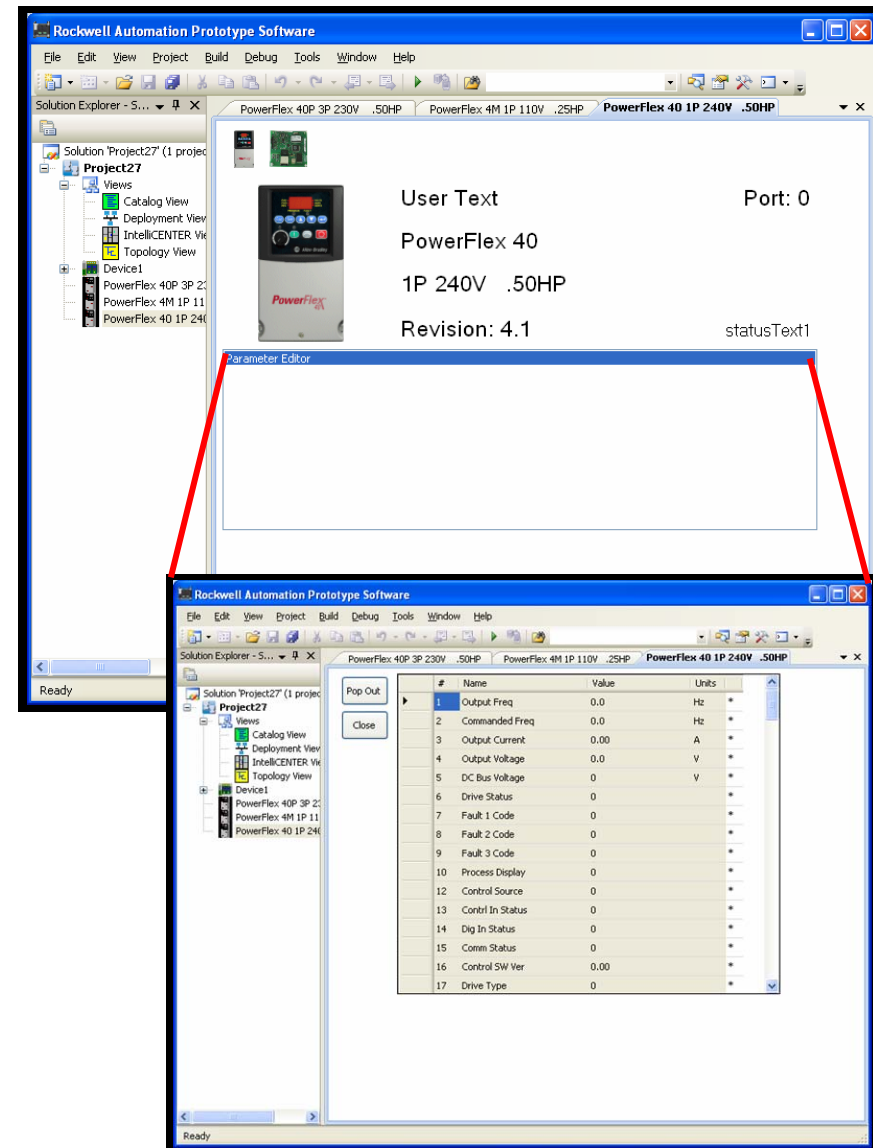 Rockwell Automation Prototype Software
File Edit View Project Build Debug Tools Window Help
Solution Explorer - S...
PowerFlex 40P 3P 230V .50HP PowerFlex 4M 1P 110V .25HP PowerFlex 40 1P 240V .50HP
Solution 'Project27' (1 projec
Project27
Views
Catalog View
Deployment View
IntelliCENTER Vie
Topology View
Device1
PowerFlex 40P 3P 23
PowerFlex 4M 1P 11
PowerFlex 40 1P 240
PowerFlex
User Text Port: 0
PowerFlex 40
1P 240V .50HP
Revision: 4.1 statusText1
Parameter Editor
Ready
Rockwell Automation Prototype Software
File Edit View Project Build Debug Tools Window Help
Solution Explorer - S...
PowerFlex 40P 3P 230V .50HP PowerFlex 4M 1P 110V .25HP PowerFlex 40 1P 240V .50HP
Solution 'Project27' (1 projec
Project27
Views
Catalog View
Deployment View
IntelliCENTER Vie
Topology View
Device1
PowerFlex 40P 3P 23
PowerFlex 4M 1P 11
PowerFlex 40 1P 240
Pop Out
Close
# Name Value Units
1 Output Freq 0.0 Hz *
2 Commanded Freq 0.0 Hz *
3 Output Current 0.00 A *
4 Output Voltage 0.0 V *
5 DC Bus Voltage 0 V *
6 Drive Status 0 *
7 Fault 1 Code 0 *
8 Fault 2 Code 0 *
9 Fault 3 Code 0 *
10 Process Display 0 *
12 Control Source 0 *
13 Contrl In Status 0 *
14 Dig In Status 0 *
15 Comm Status 0 *
16 Control SW Ver 0.00 *
17 Drive Type 0 *
Ready